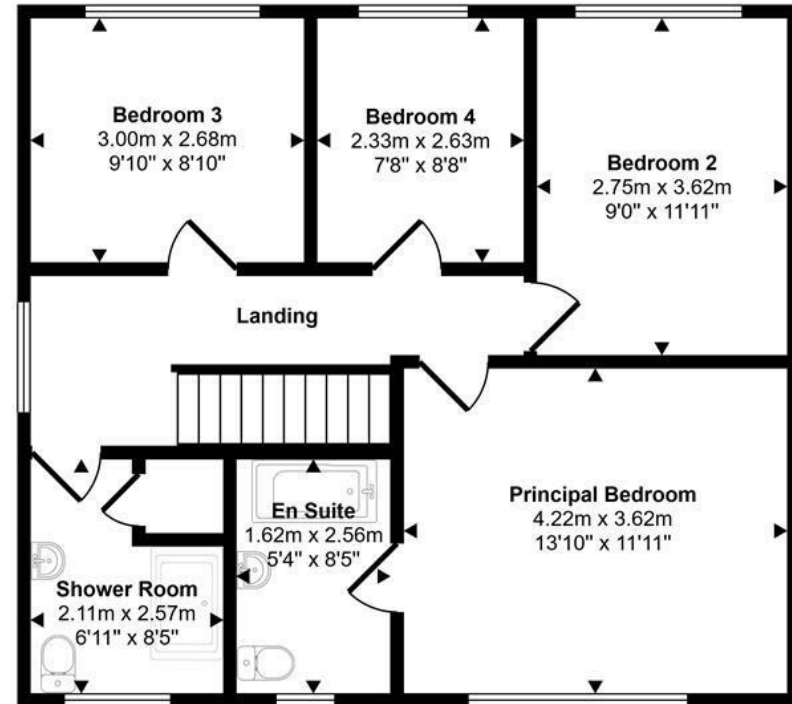 Bedroom 3
3.00m x 2.68m
9'10" x 8'10"
Bedroom 4
2.33m x 2.63m
7'8" x 8'8"
Bedroom 2
2.75m x 3.62m
9'0" x 11'11"
Landing
Principal Bedroom
4.22m x 3.62m
13'10" x 11'11"
En Suite
1.62m x 2.56m
5'4" x 8'5"
Shower Room
2.11m x 2.57m
6'11" x 8'5"